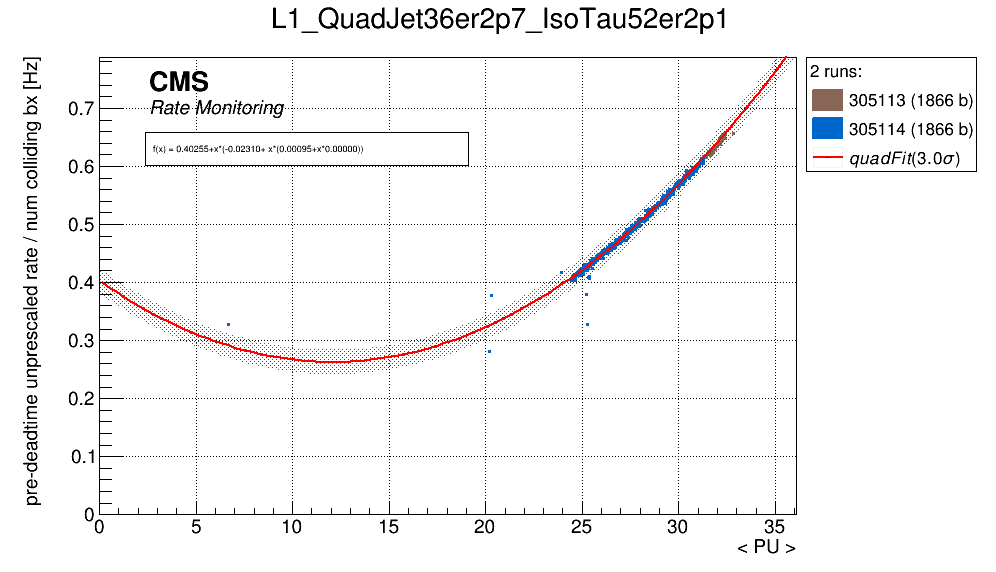 L1_QuadJet36er2p7_IsoTau52er2p1
pre-deadtime unprescaled rate / num colliding bx [Hz]
CMS
Rate Monitoring
f(x) = 0.40255+x*(-0.02310+ x*(0.00095+x*0.00000))
0.7
0.6
0.5
0.4
0.3
0.2
0.1
0
0 5 10 15 20 25 30 35
< PU >
2 runs:
305113 (1866 b)
305114 (1866 b)
quadFit(3.0σ)